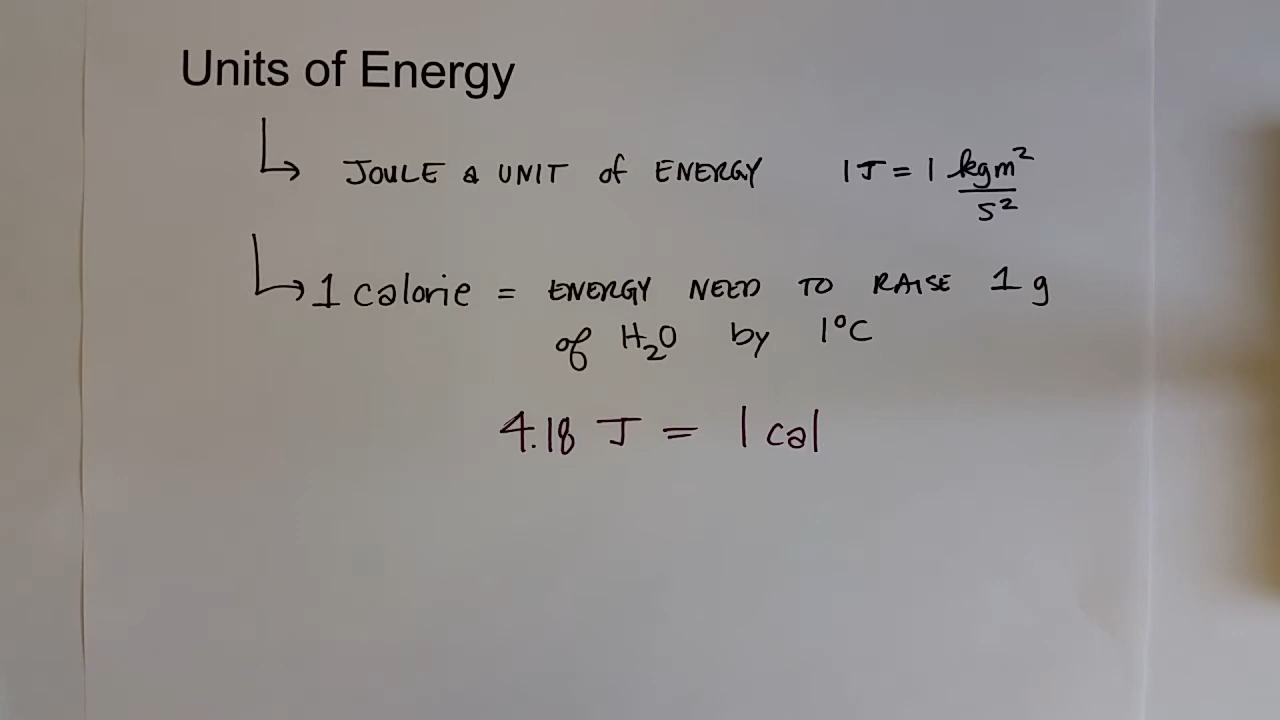 Units of Energy
JOULE a UNIT of ENERGY 1J = 1 kgm²/s²
1 calorie = ENERGY NEED TO RAISE 1 g
of H₂O by 1°C
4.18 J = 1 cal